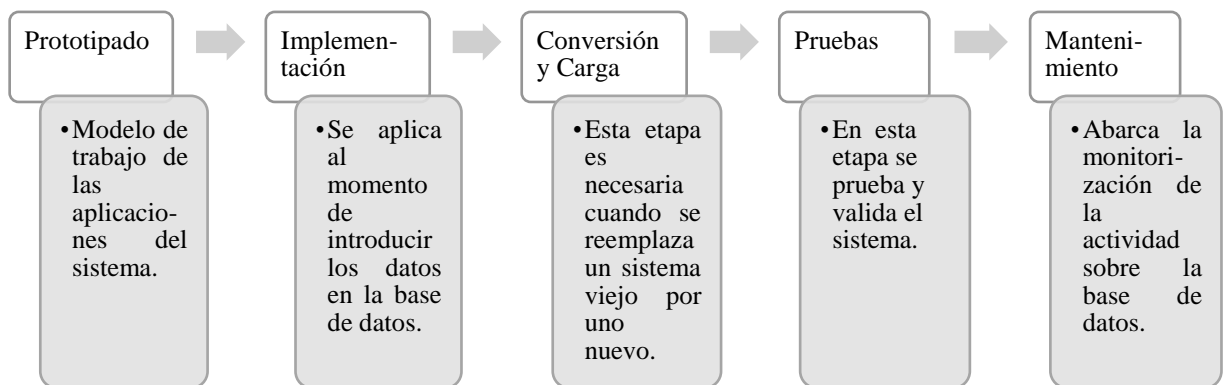 Prototipado
•Modelo de
trabajo de
las
aplicacio-
nes del
sistema.
Implemen-
tación
•Se aplica
al
momento
de
introducir
los datos
en la base
de datos.
Conversión
y Carga
•Esta etapa
es
necesaria
cuando se
reemplaza
un sistema
viejo por
uno
nuevo.
Pruebas
•En esta
etapa se
prueba y
valida el
sistema.
Manteni-
miento
•Abarca la
monitori-
zación de
la
actividad
sobre la
base de
datos.